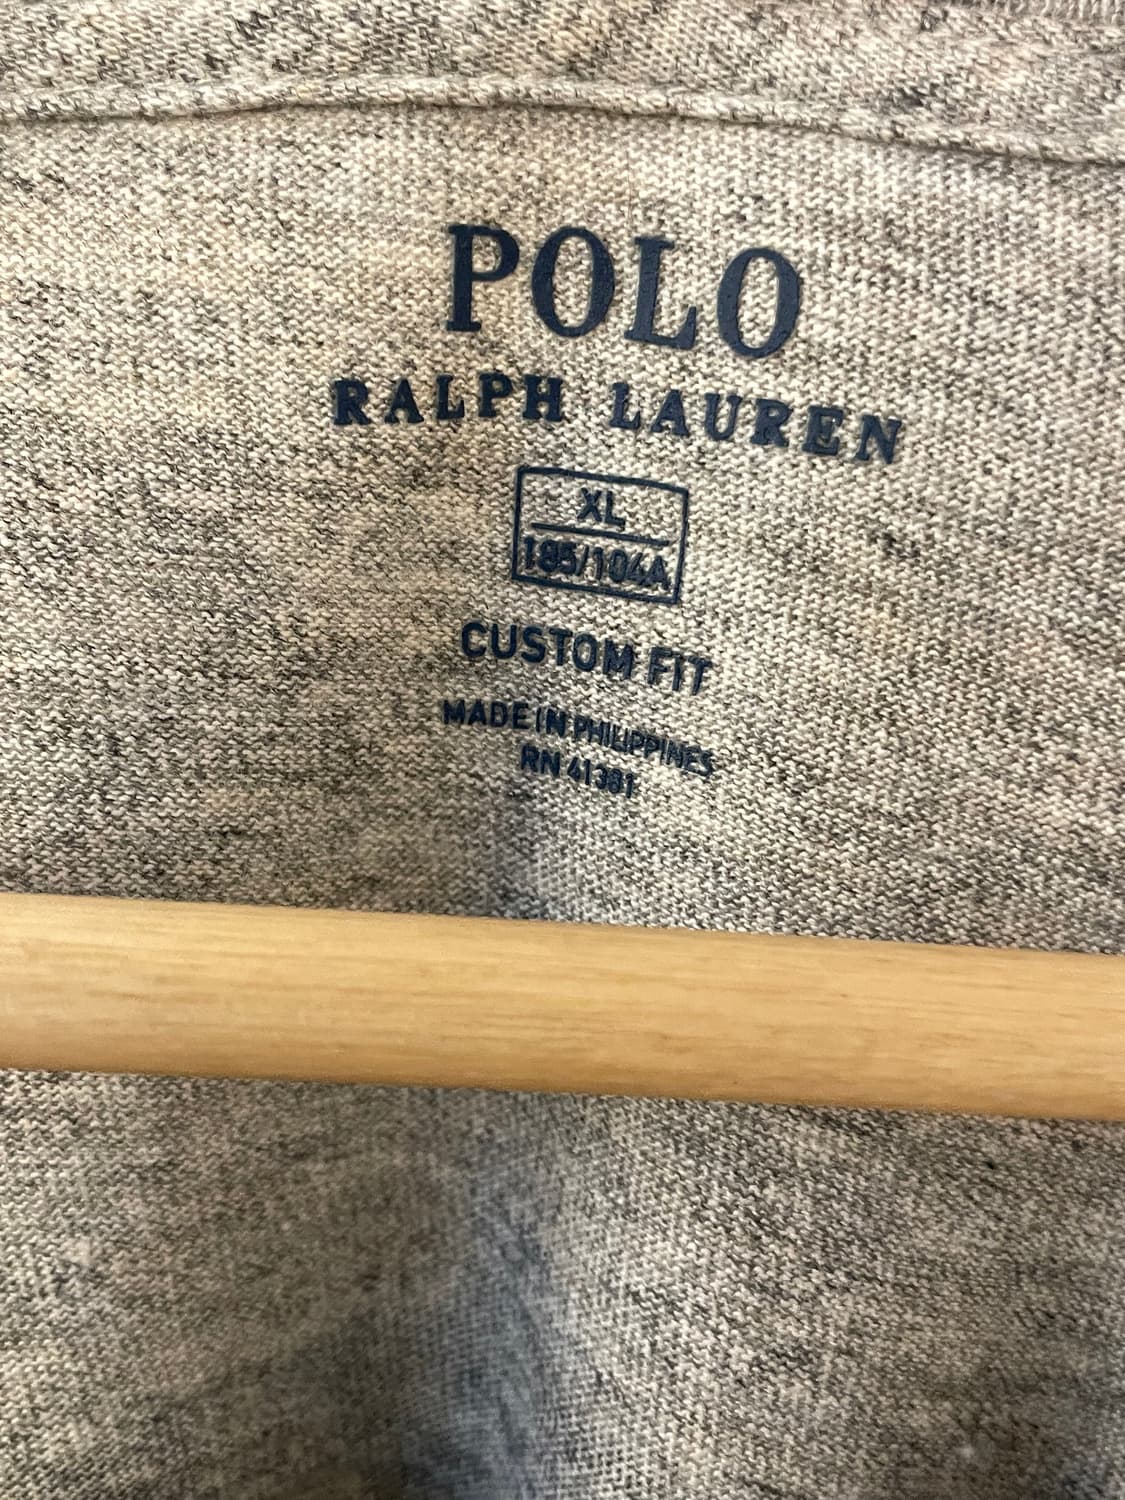 POLO
RALPH LAUREN
XL
185/104A
CUSTOM FIT
MADE IN PHILIPPINES
RN 41381